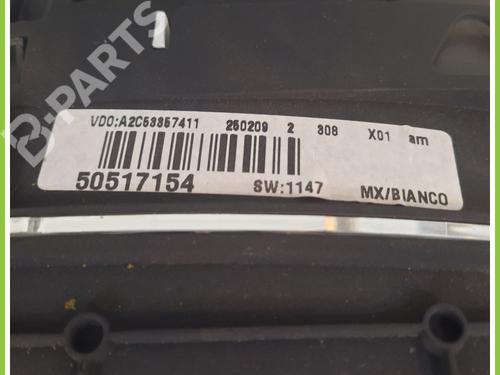 B-PARTS
VDO:A2C53357411 250209 2 308 X01 am
50517154 SW:1147 MX/BIANCO